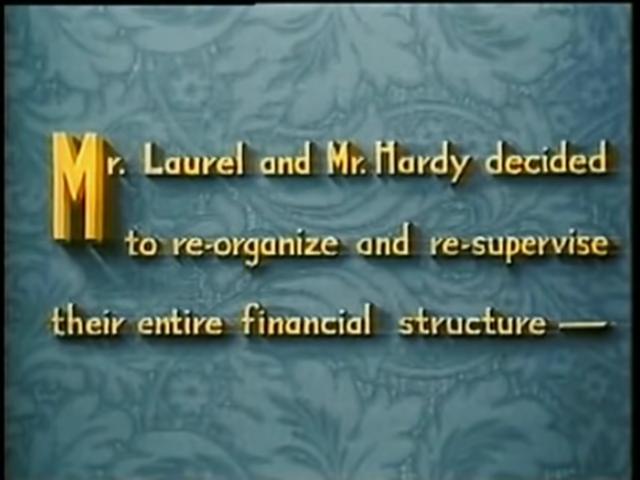 Mr. Laurel and Mr. Hardy decided
to re-organize and re-supervise
their entire financial structure —